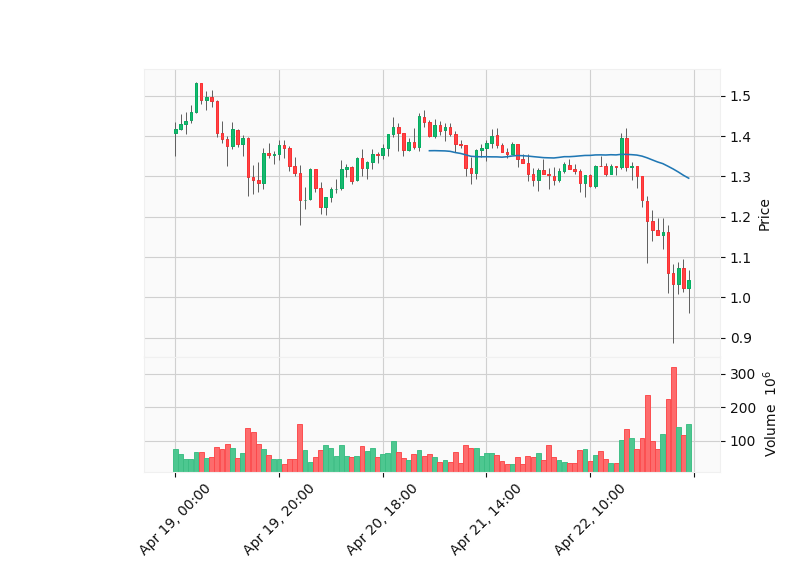 1.5
1.4
1.3
1.2
1.1
1.0
0.9
Price
300
200
100
Volume 10^6
Apr 19, 00:00
Apr 19, 20:00
Apr 20, 18:00
Apr 21, 14:00
Apr 22, 10:00